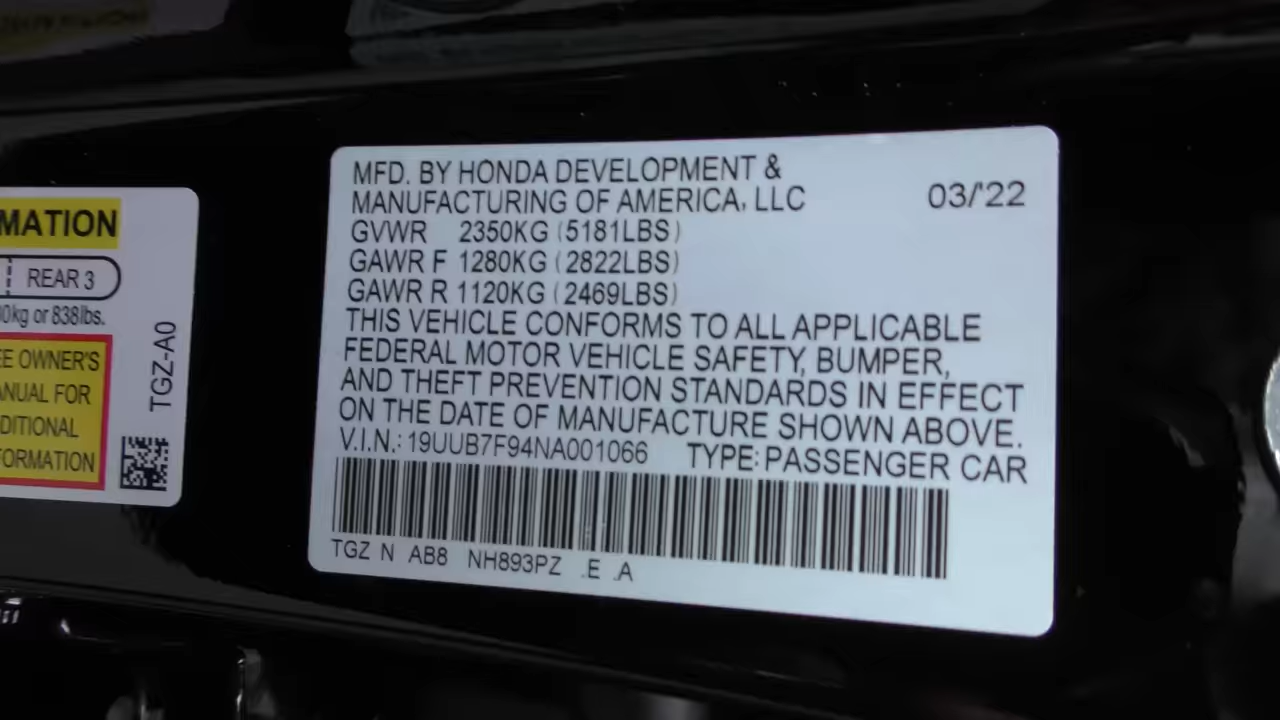 MATION
REAR 3
0kg or 838lbs.
EE OWNER'S
ANUAL FOR
DITIONAL
FORMATION
TGZ-A0
MFD. BY HONDA DEVELOPMENT &
MANUFACTURING OF AMERICA, LLC
03/'22
GVWR 2350KG (5181LBS)
GAWR F 1280KG (2822LBS)
GAWR R 1120KG (2469LBS)
THIS VEHICLE CONFORMS TO ALL APPLICABLE
FEDERAL MOTOR VEHICLE SAFETY, BUMPER,
AND THEFT PREVENTION STANDARDS IN EFFECT
ON THE DATE OF MANUFACTURE SHOWN ABOVE.
V.I.N.: 19UUB7F94NA001066 TYPE: PASSENGER CAR
TGZ N AB8 NH893PZ .E .A